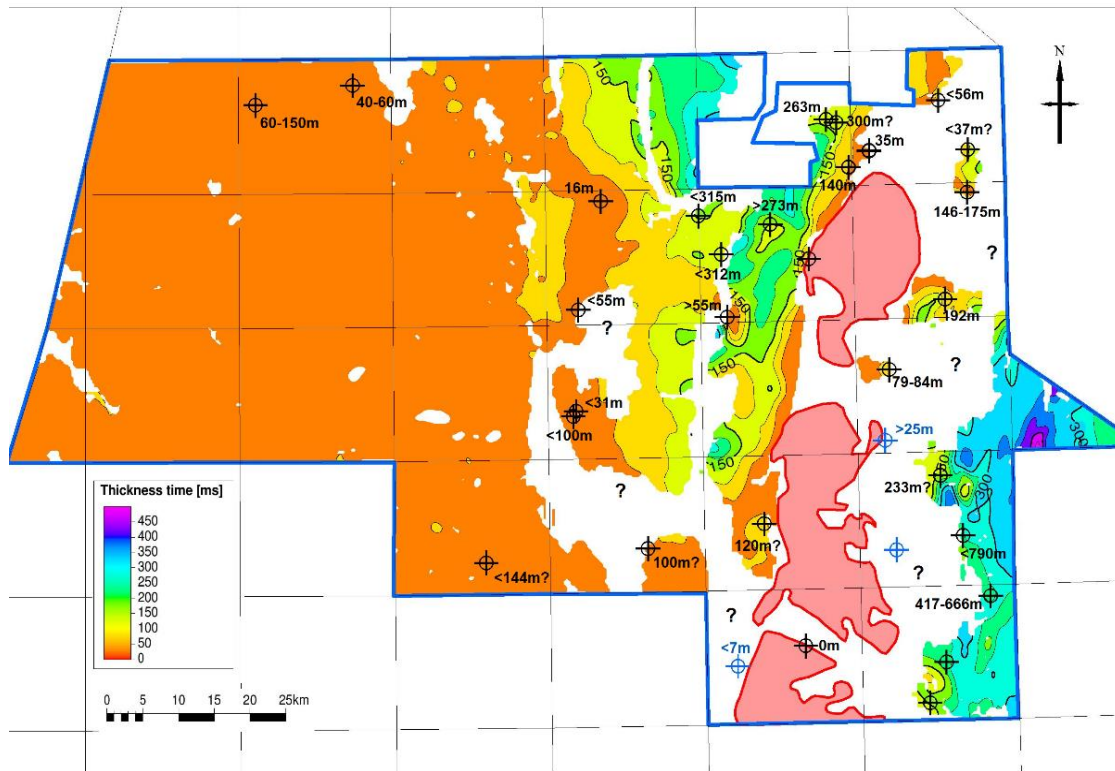 N
150
<56m
40-60m
263m
300m?
60-150m
35m
<37m?
150
150
140m
16m
146-175m
<315m
>273m
?
<312m
150
<55m
>55m
150
192m
?
?
150
79-84m
<31m
300
<100m
>25m
150
150
300
Thickness time [ms]
?
233m?
450
400
350
300
250
200
150
100
50
0
120m?
<790m
100m?
?
<144m?
417-666m
?
<7m
0m
0 5 10 15 20 25km